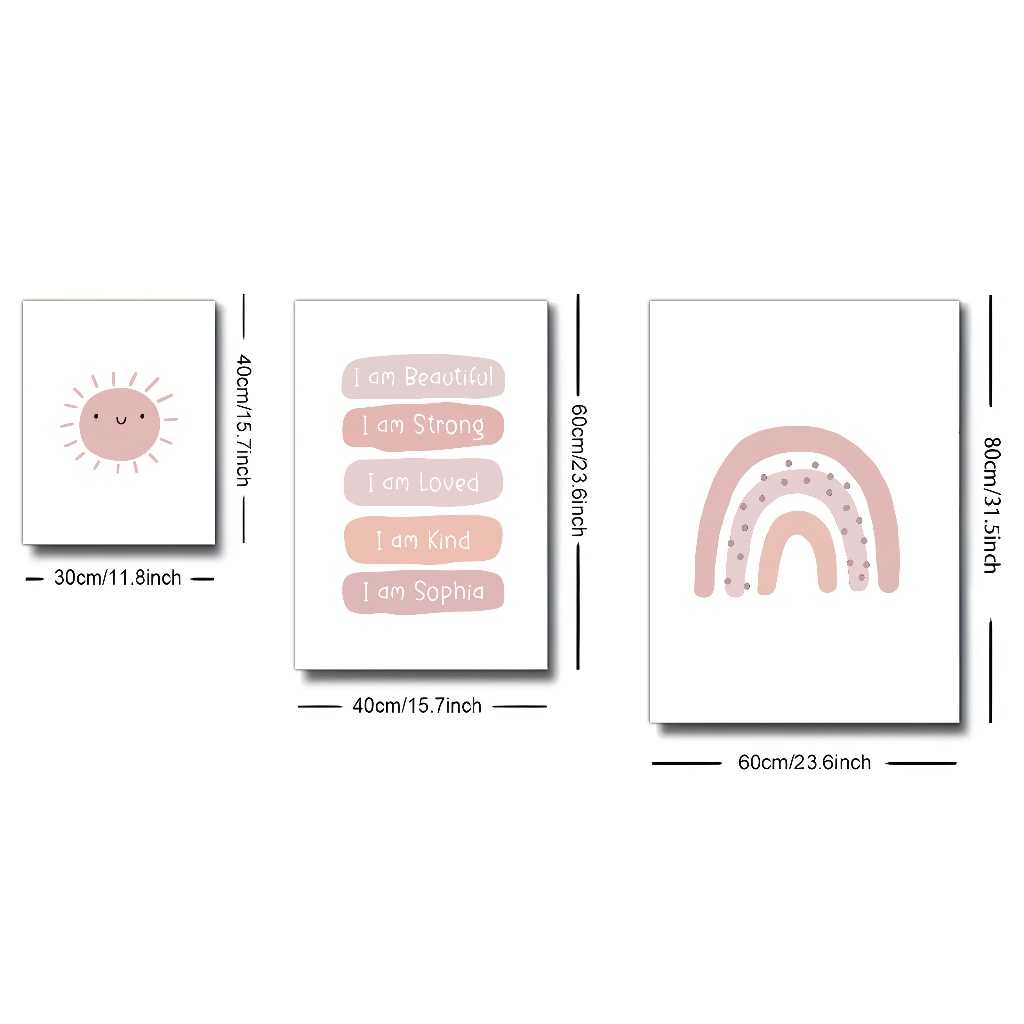 40cm/15.7inch
30cm/11.8inch
I am Beautiful
I am Strong
I am Loved
I am Kind
I am Sophia
60cm/23.6inch
40cm/15.7inch
80cm/31.5inch
60cm/23.6inch